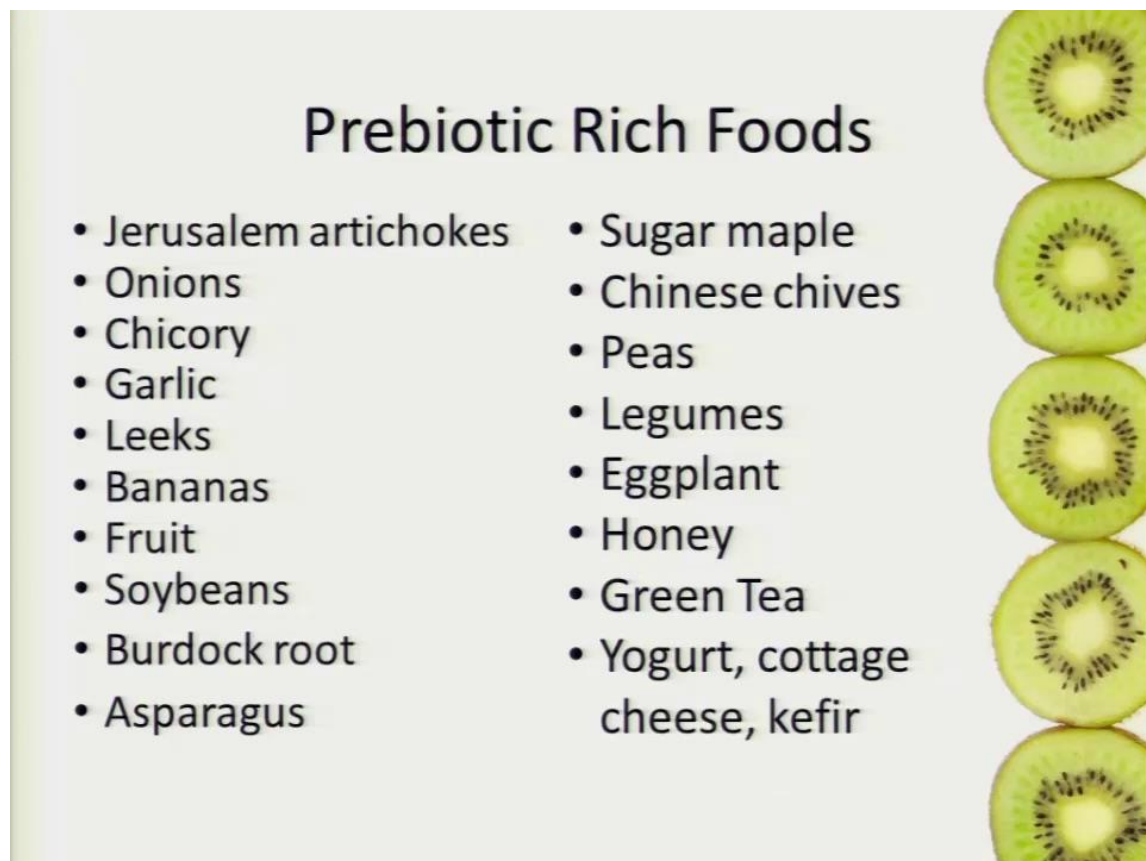 Prebiotic Rich Foods
• Jerusalem artichokes
• Onions
• Chicory
• Garlic
• Leeks
• Bananas
• Fruit
• Soybeans
• Burdock root
• Asparagus
• Sugar maple
• Chinese chives
• Peas
• Legumes
• Eggplant
• Honey
• Green Tea
• Yogurt, cottage
cheese, kefir